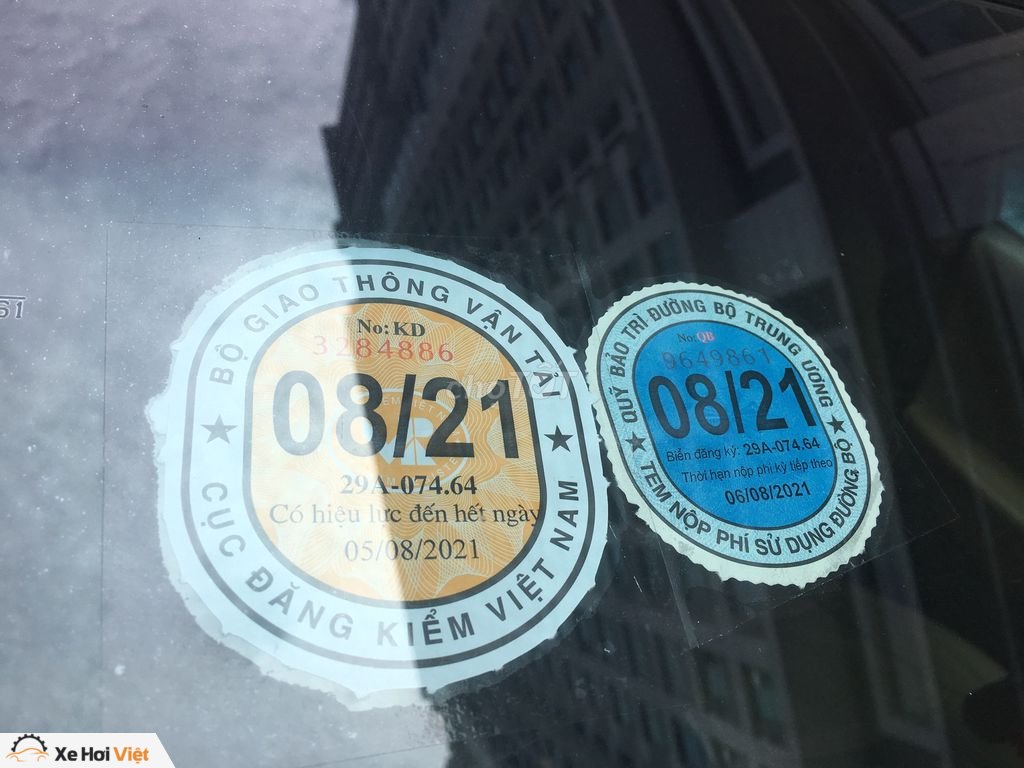 BỘ GIAO THÔNG VẬN TẢI
No: KD
3284886
08/21
29A-074.64
Có hiệu lực đến hết ngày
05/08/2021
CỤC ĐĂNG KIỂM VIỆT NAM
QUỸ BẢO TRÌ ĐƯỜNG BỘ TRUNG ƯƠNG
No: QB
9649861
08/21
Biển đăng ký: 29A-074.64
Thời hạn nộp phí kỳ tiếp theo
06/08/2021
TEM NỘP PHÍ SỬ DỤNG ĐƯỜNG BỘ
Xe Hơi Việt